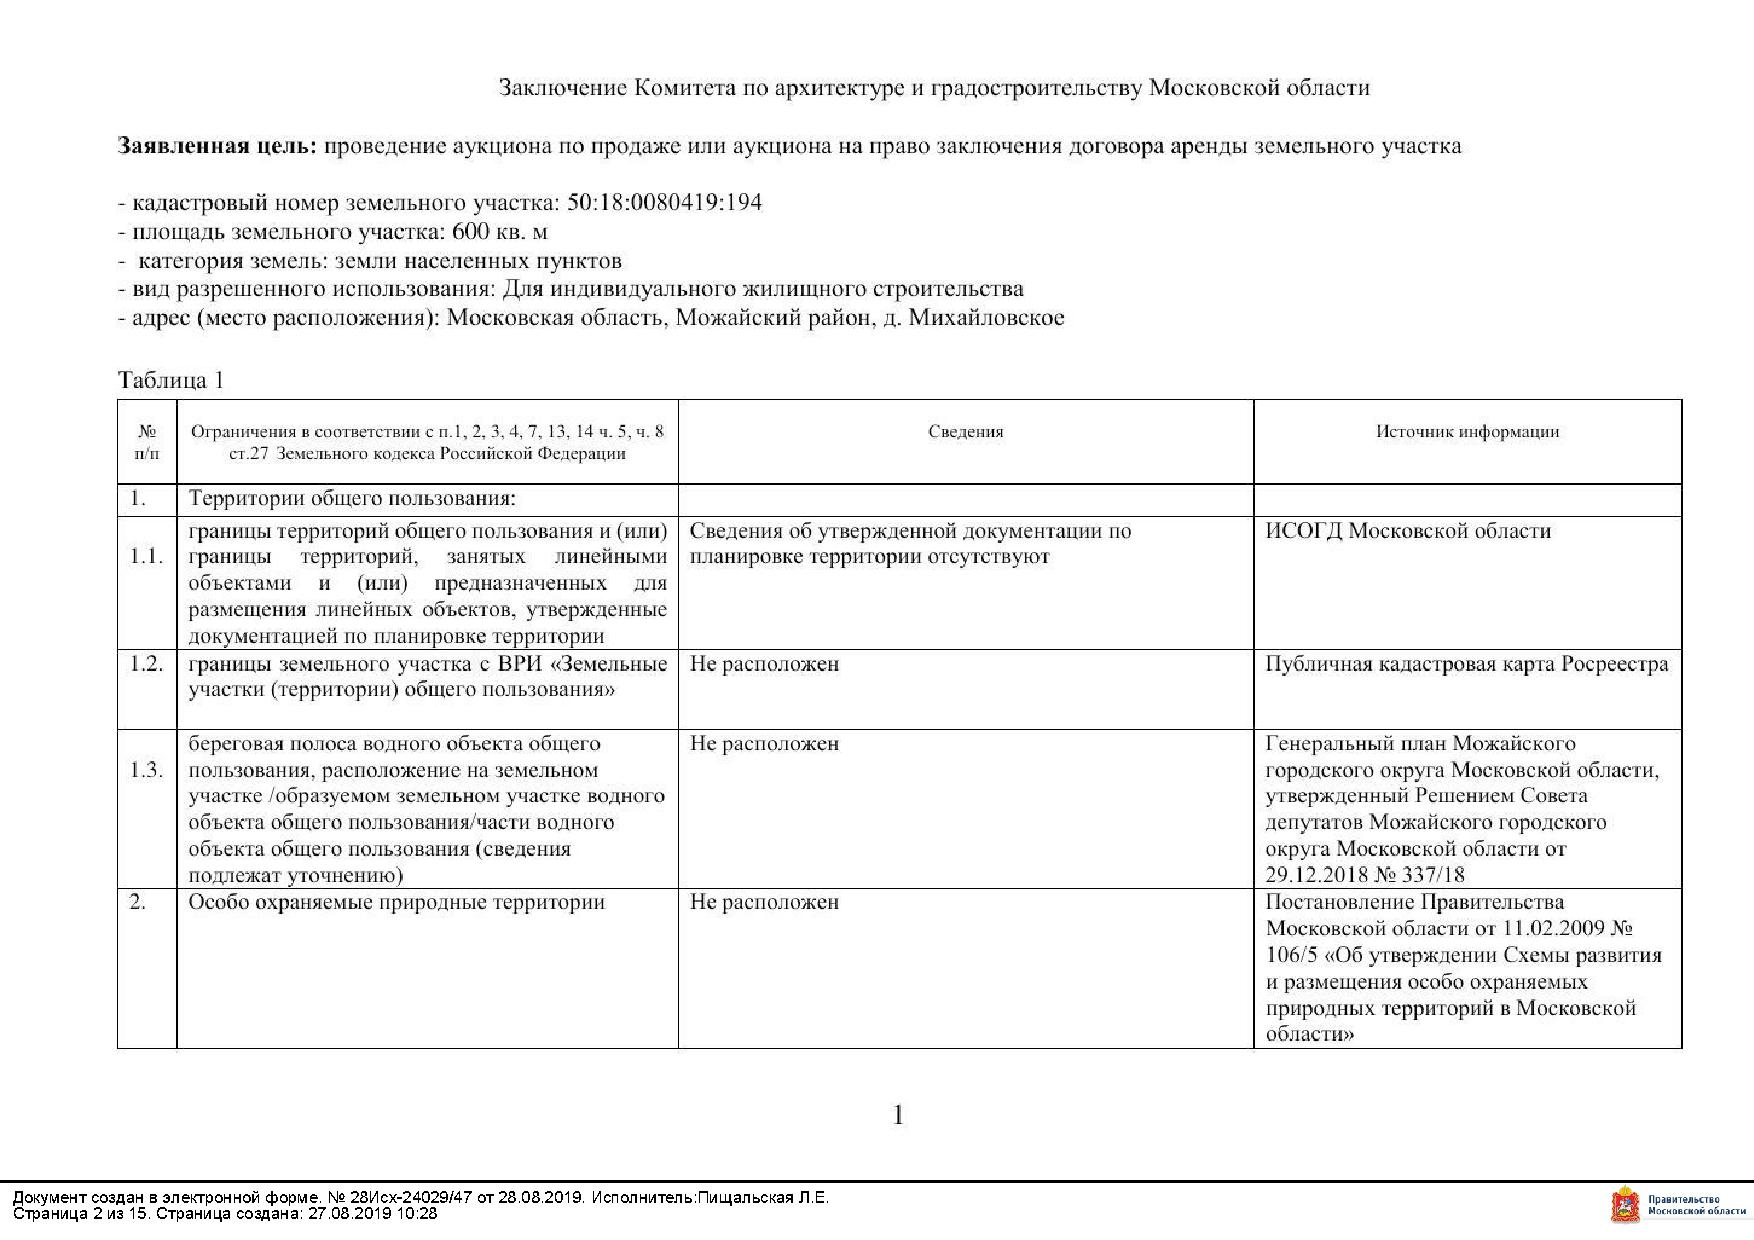 Заключение Комитета по архитектуре и градостроительству Московской области
Заявленная цель: проведение аукциона по продаже или аукциона на право заключения договора аренды земельного участка
- кадастровый номер земельного участка: 50:18:0080419:194
- площадь земельного участка: 600 кв. м
- категория земель: земли населенных пунктов
- вид разрешенного использования: Для индивидуального жилищного строительства
- адрес (место расположения): Московская область, Можайский район, д. Михайловское
Таблица 1
№
п/п
Ограничения в соответствии с п.1, 2, 3, 4, 7, 13, 14 ч. 5, ч. 8
ст.27 Земельного кодекса Российской Федерации
Сведения
Источник информации
1.
Территории общего пользования:
1.1.
границы территорий общего пользования и (или)
границы территорий, занятых линейными
объектами и (или) предназначенных для
размещения линейных объектов, утвержденные
документацией по планировке территории
Сведения об утвержденной документации по
планировке территории отсутствуют
ИСОГД Московской области
1.2.
границы земельного участка с ВРИ «Земельные
участки (территории) общего пользования»
Не расположен
Публичная кадастровая карта Росреестра
1.3.
береговая полоса водного объекта общего
пользования, расположение на земельном
участке /образуемом земельном участке водного
объекта общего пользования/части водного
объекта общего пользования (сведения
подлежат уточнению)
Не расположен
Генеральный план Можайского
городского округа Московской области,
утвержденный Решением Совета
депутатов Можайского городского
округа Московской области от
29.12.2018 № 337/18
2.
Особо охраняемые природные территории
Не расположен
Постановление Правительства
Московской области от 11.02.2009 №
106/5 «Об утверждении Схемы развития
и размещения особо охраняемых
природных территорий в Московской
области»
1
Документ создан в электронной форме. № 28Исх-24029/47 от 28.08.2019. Исполнитель:Пищальская Л.Е.
Страница 2 из 15. Страница создана: 27.08.2019 10:28
Правительство
Московской области